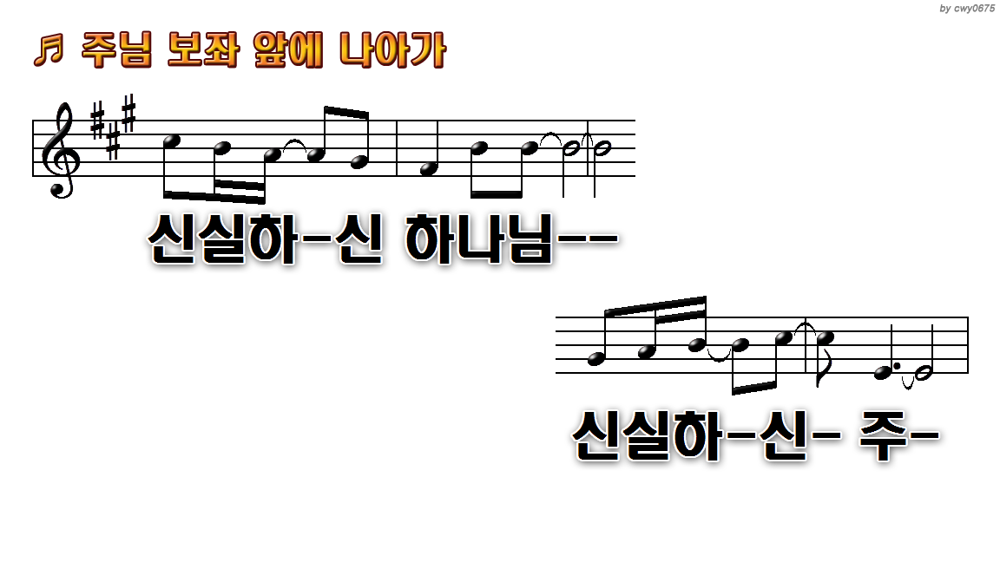 by cwy0675
♬ 주님 보좌 앞에 나아가
신실하-신 하나님--
신실하-신- 주-